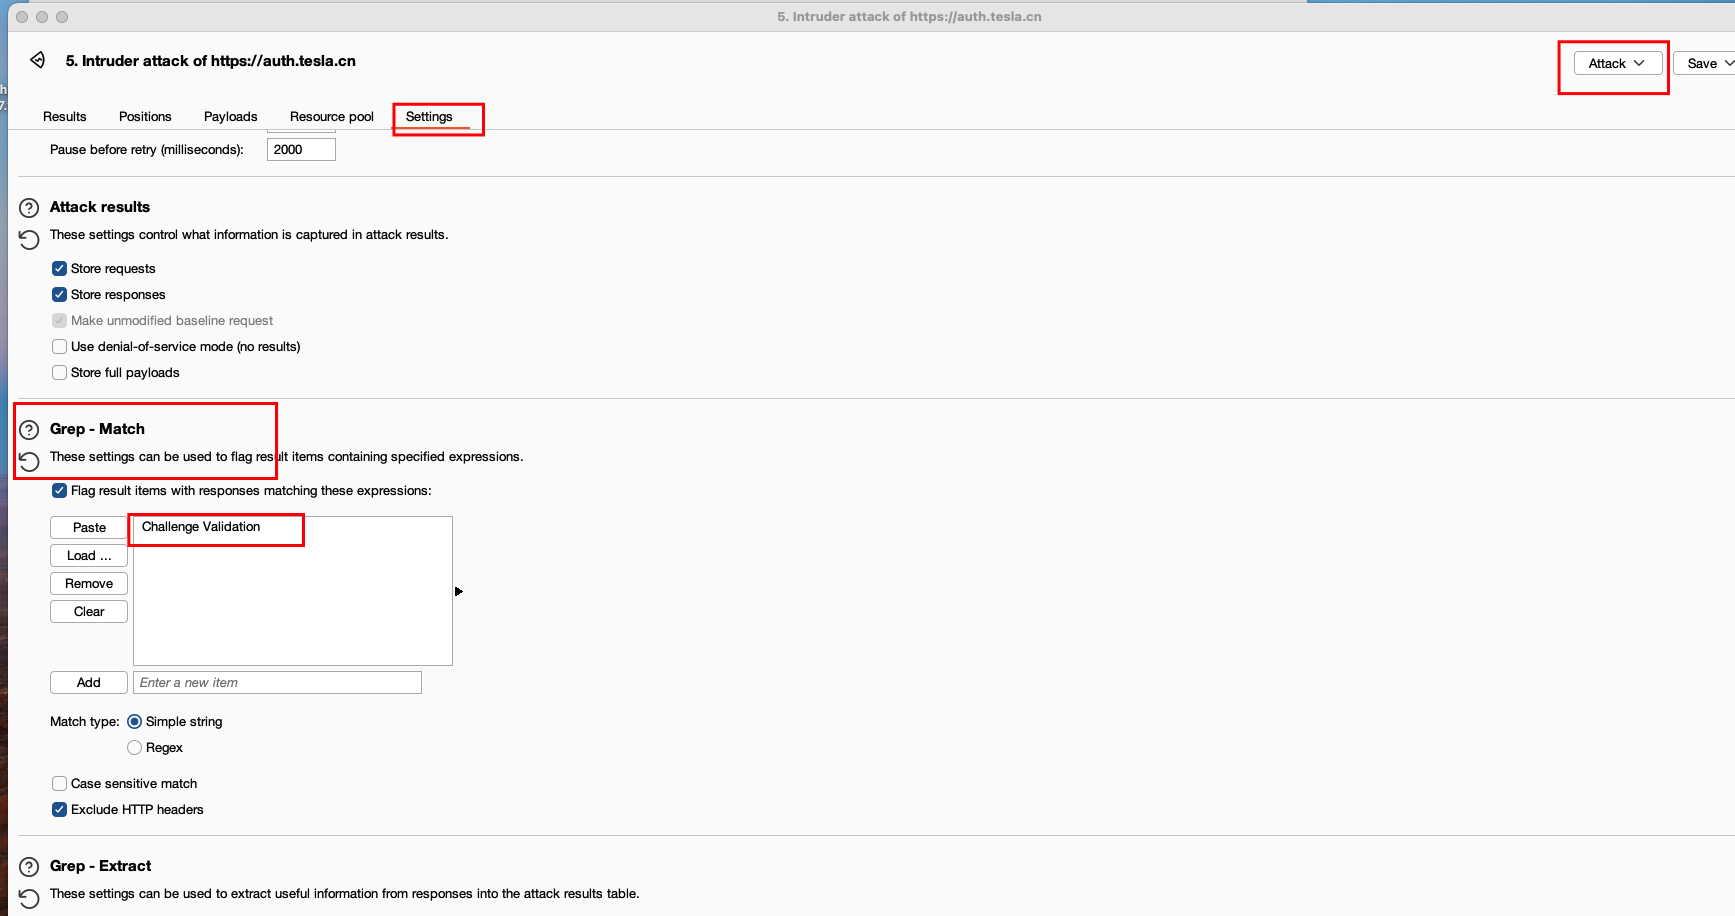 5. Intruder attack of https://auth.tesla.cn
5. Intruder attack of https://auth.tesla.cn
Attack
Save
Results
Positions
Payloads
Resource pool
Settings
Pause before retry (milliseconds):
2000
Attack results
These settings control what information is captured in attack results.
Store requests
Store responses
Make unmodified baseline request
Use denial-of-service mode (no results)
Store full payloads
Grep - Match
These settings can be used to flag result items containing specified expressions.
Flag result items with responses matching these expressions:
Paste
Challenge Validation
Load ...
Remove
Clear
Add
Enter a new item
Match type:
Simple string
Regex
Case sensitive match
Exclude HTTP headers
Grep - Extract
These settings can be used to extract useful information from responses into the attack results table.